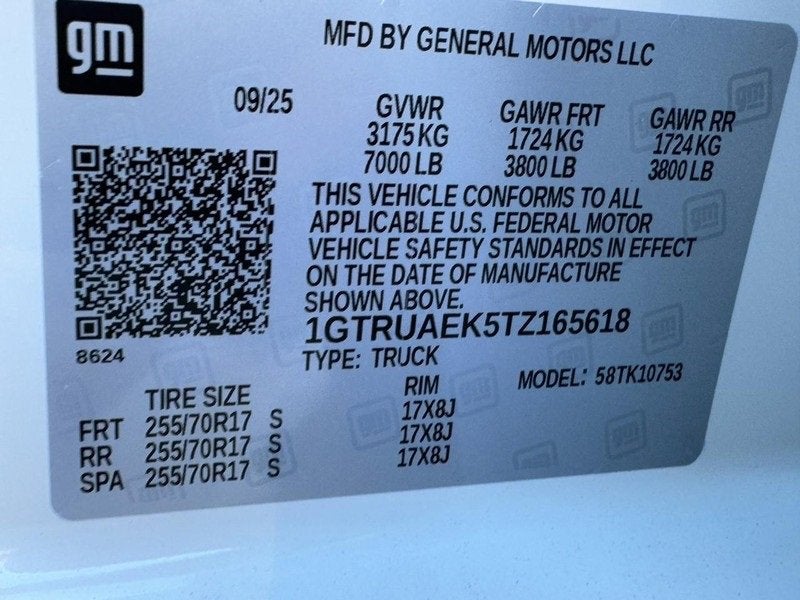 gm
MFD BY GENERAL MOTORS LLC
09/25 GVWR GAWR FRT GAWR RR
3175 KG 1724 KG 1724 KG
7000 LB 3800 LB 3800 LB
THIS VEHICLE CONFORMS TO ALL
APPLICABLE U.S. FEDERAL MOTOR
VEHICLE SAFETY STANDARDS IN EFFECT
ON THE DATE OF MANUFACTURE
SHOWN ABOVE.
1GTRUAEK5TZ165618
8624
TYPE: TRUCK
MODEL: 58TK10753
TIRE SIZE RIM
FRT 255/70R17 S 17X8J
RR 255/70R17 S 17X8J
SPA 255/70R17 S 17X8J